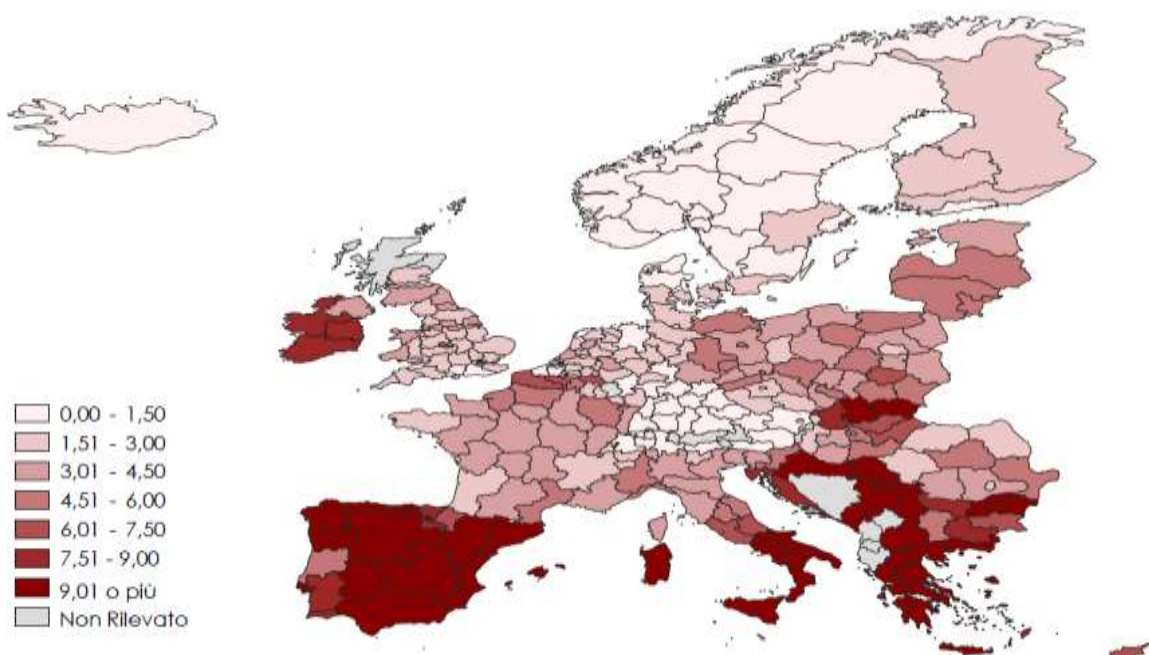 0,00 - 1,50
1,51 - 3,00
3,01 - 4,50
4,51 - 6,00
6,01 - 7,50
7,51 - 9,00
9,01 o più
Non Rilevato